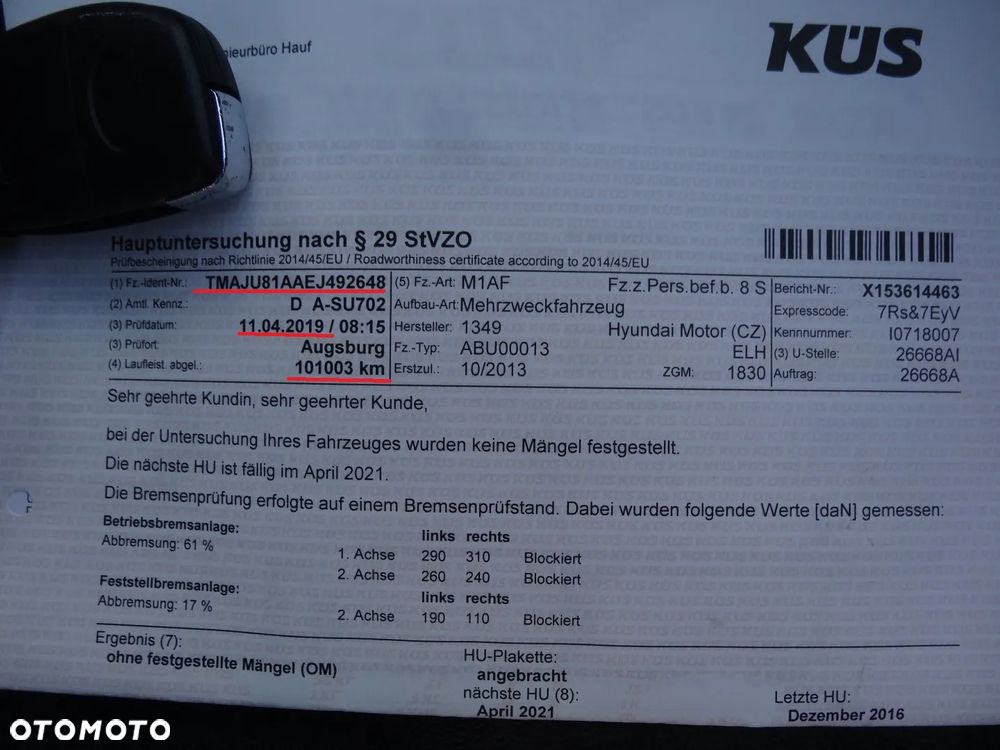 nieurbüro Hauf
KÜS
Hauptuntersuchung nach § 29 StVZO
Prüfbescheinigung nach Richtlinie 2014/45/EU / Roadworthiness certificate according to 2014/45/EU
(1) Fz.-Ident-Nr.: TMAJU81AAEJ492648 (5) Fz.-Art: M1AF Fz.z.Pers.bef.b. 8 S Bericht-Nr.: X153614463
(2) Amtl. Kennz.: D A-SU702 Aufbau-Art: Mehrzweckfahrzeug Expresscode: 7Rs&7EyV
(3) Prüfdatum: 11.04.2019 / 08:15 Hersteller: 1349 Hyundai Motor (CZ) Kennnummer: I0718007
(3) Prüfort: Augsburg Fz.-Typ: ABU00013 ELH (3) U-Stelle: 26668AI
(4) Laufleist. abgel.: 101003 km Erstzul.: 10/2013 ZGM: 1830 Auftrag: 26668A
Sehr geehrte Kundin, sehr geehrter Kunde,
bei der Untersuchung Ihres Fahrzeuges wurden keine Mängel festgestellt.
Die nächste HU ist fällig im April 2021.
Die Bremsenprüfung erfolgte auf einem Bremsenprüfstand. Dabei wurden folgende Werte [daN] gemessen:
Betriebsbremsanlage: links rechts
Abbremsung: 61 % 1. Achse 290 310 Blockiert
2. Achse 260 240 Blockiert
Feststellbremsanlage: links rechts
Abbremsung: 17 % 2. Achse 190 110 Blockiert
Ergebnis (7):
ohne festgestellte Mängel (OM)
HU-Plakette:
angebracht
nächste HU (8):
April 2021
Letzte HU:
Dezember 2016
OTOMOTO